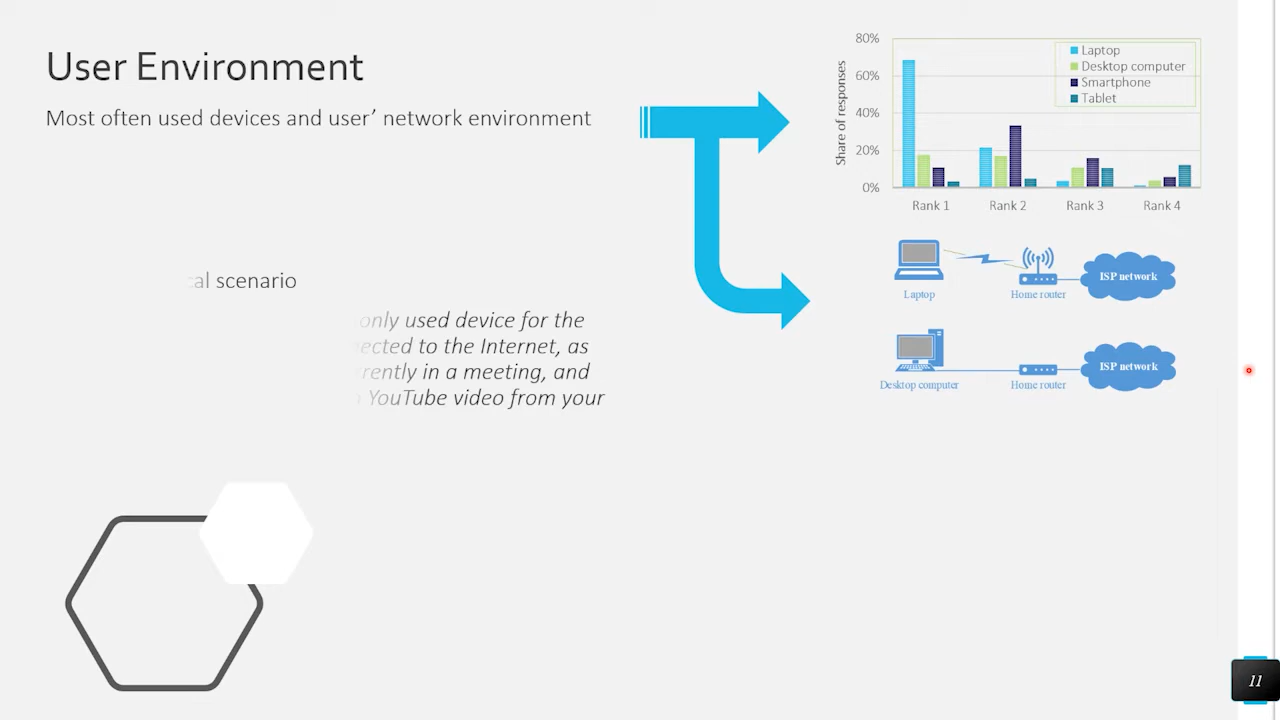 User Environment
Most often used devices and user’ network environment
scenario
only used device for the
to the Internet, as
in a meeting, and
YouTube video from your
80%
60%
40%
20%
0%
Share of responses
Laptop
Desktop computer
Smartphone
Tablet
Rank 1 Rank 2 Rank 3 Rank 4
ISP network
Laptop Home router
ISP network
Desktop computer Home router
11